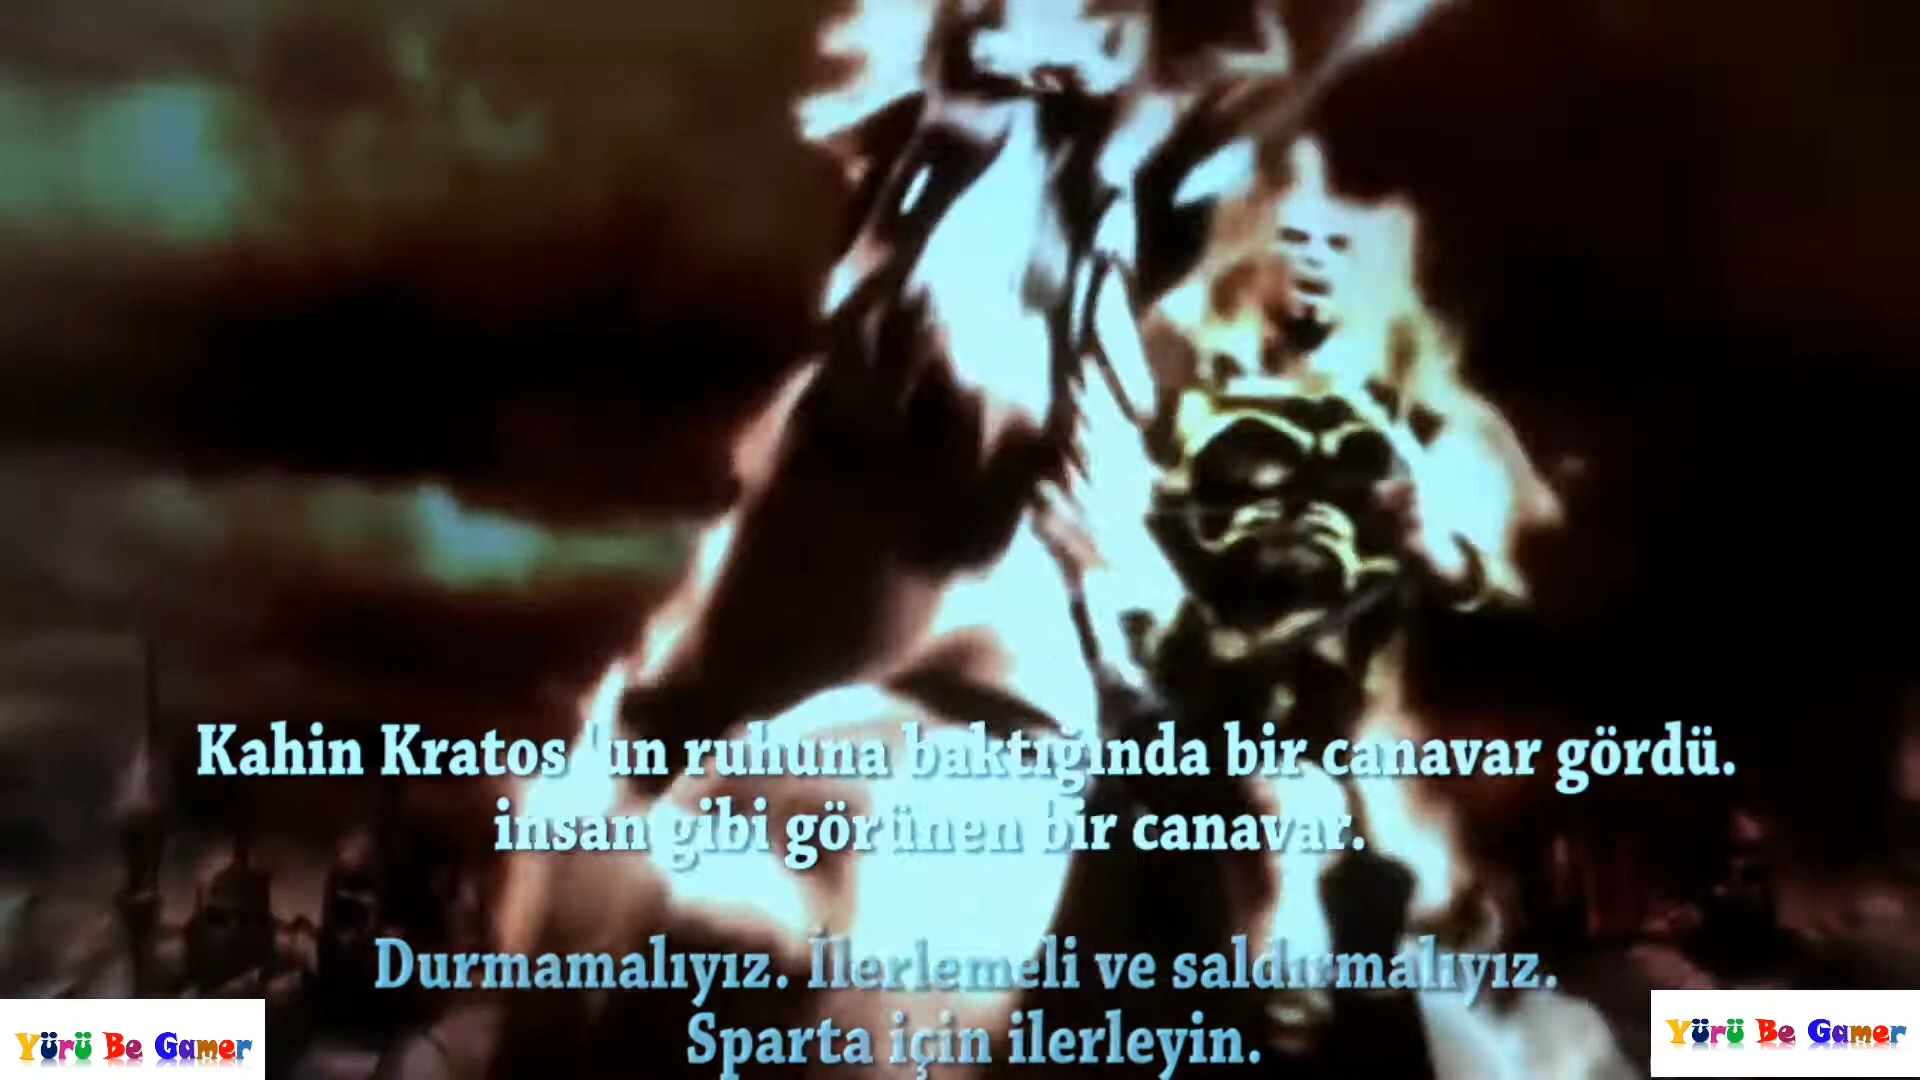 Kahin Kratos 'un ruhuna baktığında bir canavar gördü.
insan gibi görünen bir canavar.
Durmamalıyız. İlerlemeli ve saldırmalıyız.
Sparta için ilerleyin.
Yürü Be Gamer
Yürü Be Gamer